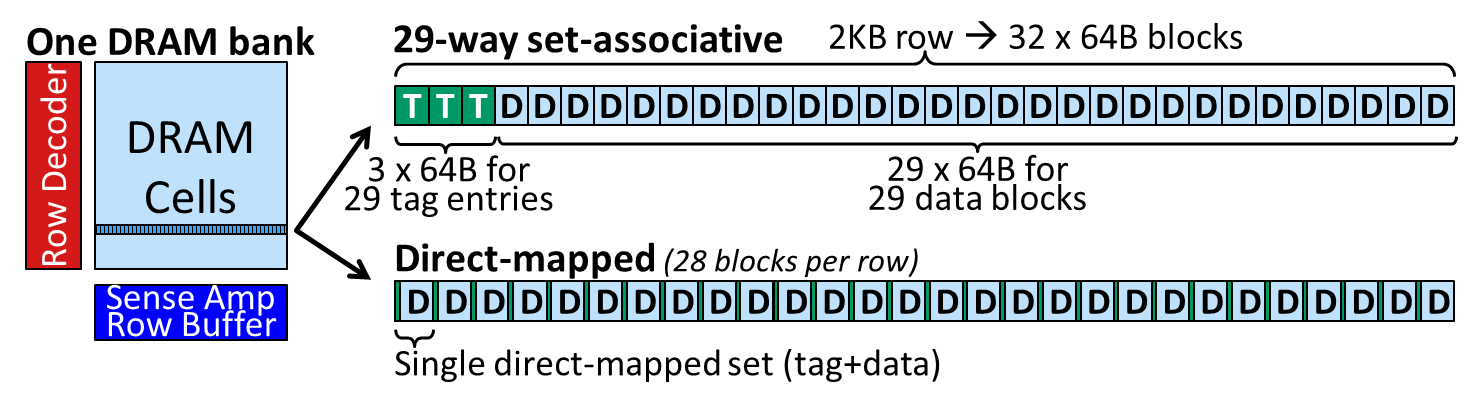 One DRAM bank
Row Decoder
DRAM
Cells
Sense Amp
Row Buffer
29-way set-associative
2KB row → 32 x 64B blocks
T T T D D D D D D D D D D D D D D D D D D D D D D D D D D D D D
3 x 64B for
29 tag entries
29 x 64B for
29 data blocks
Direct-mapped (28 blocks per row)
D D D D D D D D D D D D D D D D D D D D D D D D D D D D
Single direct-mapped set (tag+data)